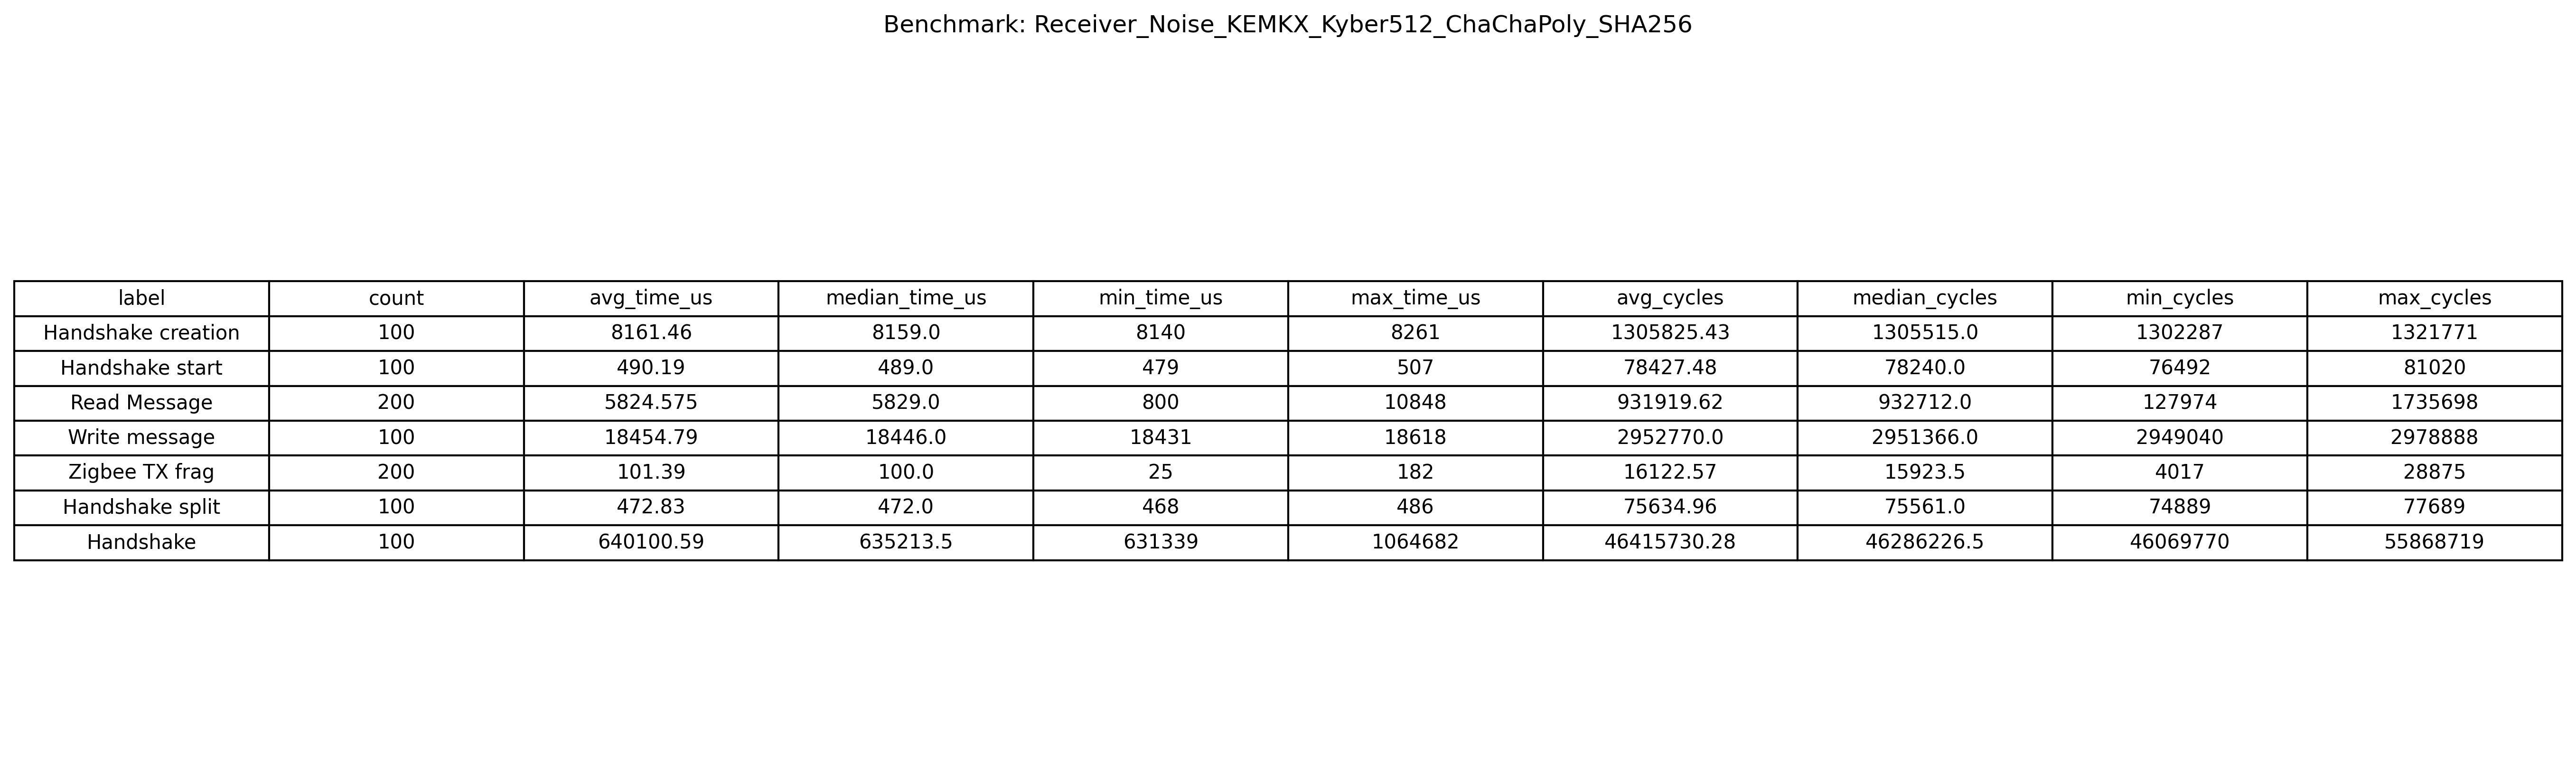 Benchmark: Receiver_Noise_KEMKX_Kyber512_ChaChaPoly_SHA256
label count avg_time_us median_time_us min_time_us max_time_us avg_cycles median_cycles min_cycles max_cycles
Handshake creation 100 8161.46 8159.0 8140 8261 1305825.43 1305515.0 1302287 1321771
Handshake start 100 490.19 489.0 479 507 78427.48 78240.0 76492 81020
Read Message 200 5824.575 5829.0 800 10848 931919.62 932712.0 127974 1735698
Write message 100 18454.79 18446.0 18431 18618 2952770.0 2951366.0 2949040 2978888
Zigbee TX frag 200 101.39 100.0 25 182 16122.57 15923.5 4017 28875
Handshake split 100 472.83 472.0 468 486 75634.96 75561.0 74889 77689
Handshake 100 640100.59 635213.5 631339 1064682 46415730.28 46286226.5 46069770 55868719